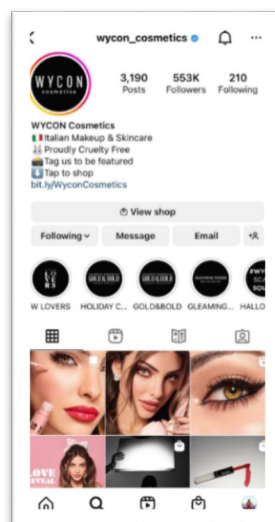 wycon_cosmetics
WYCON
cosmetics
3,190 553K 210
Posts Followers Following
WYCON Cosmetics
Italian Makeup & Skincare
Proudly Cruelty Free
Tag us to be featured
Tap to shop
bit.ly/WyconCosmetics
View shop
Following Message Email
W LOVERS HOLIDAY C... GOLD&BOLD GLEAMING... HALLO
LOVE
REVEAL